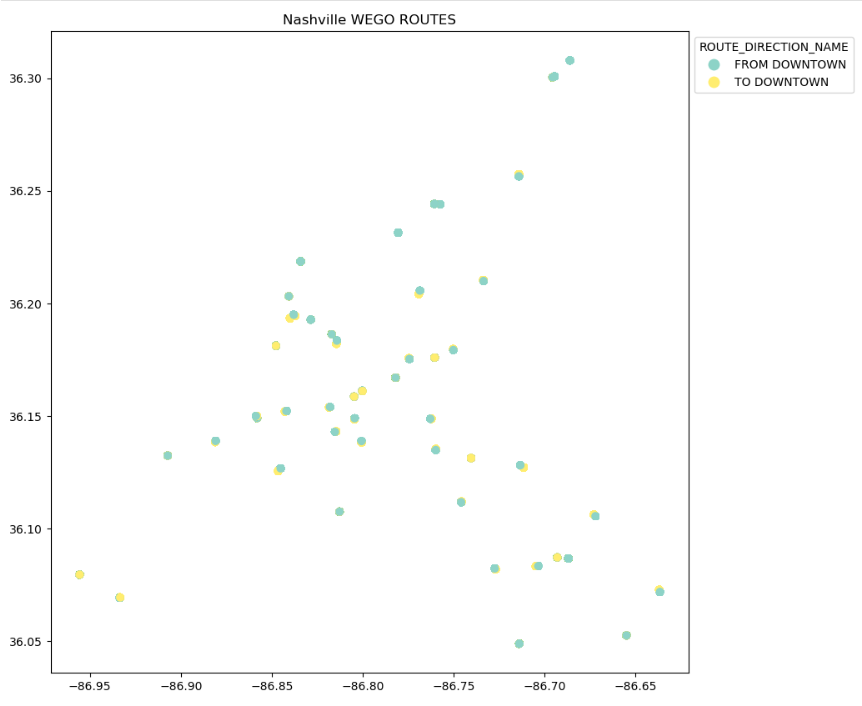 Nashville WEGO ROUTES
ROUTE_DIRECTION_NAME
FROM DOWNTOWN
TO DOWNTOWN
36.30
36.25
36.20
36.15
36.10
36.05
−86.95 −86.90 −86.85 −86.80 −86.75 −86.70 −86.65